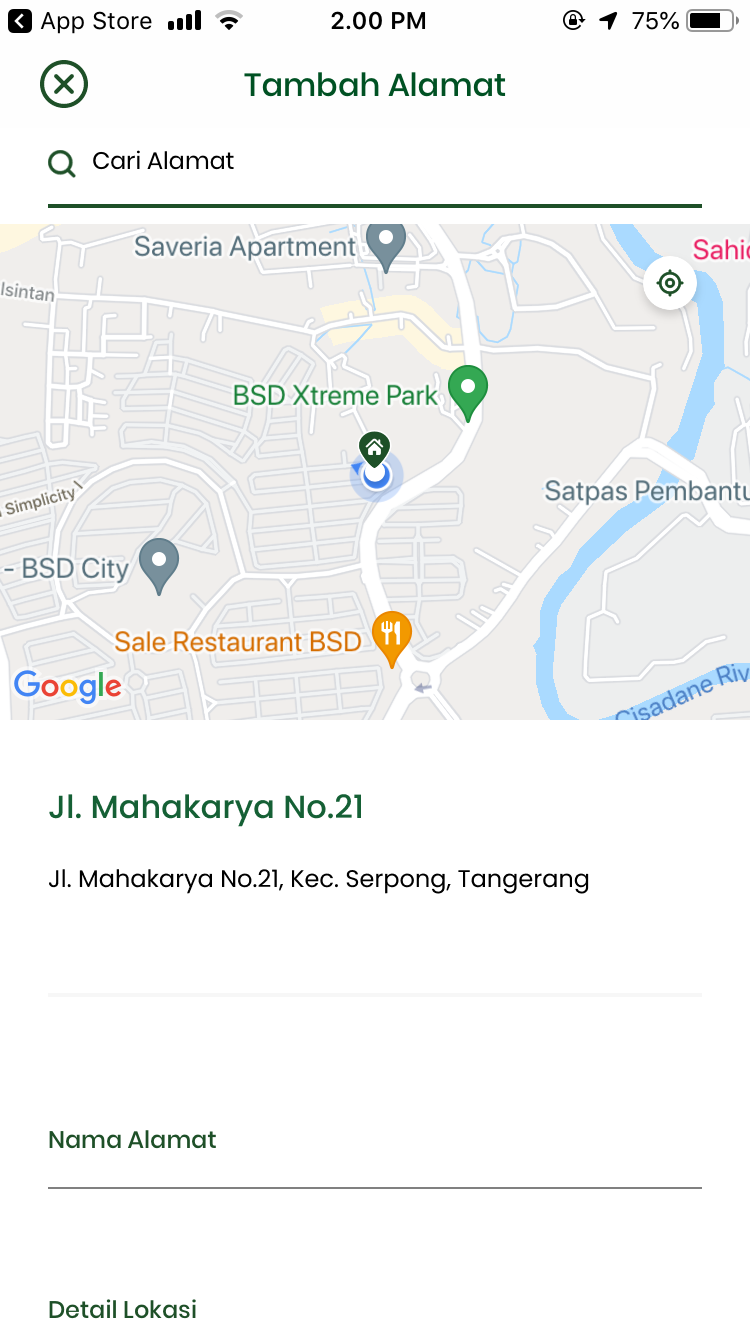 App Store
2.00 PM
75%
Tambah Alamat
Cari Alamat
Saveria Apartment
Sahid
lsintan
BSD Xtreme Park
Simplicity 1
Satpas Pembantu
- BSD City
Sale Restaurant BSD
Google
Cisadane Riv
Jl. Mahakarya No.21
Jl. Mahakarya No.21, Kec. Serpong, Tangerang
Nama Alamat
Detail Lokasi